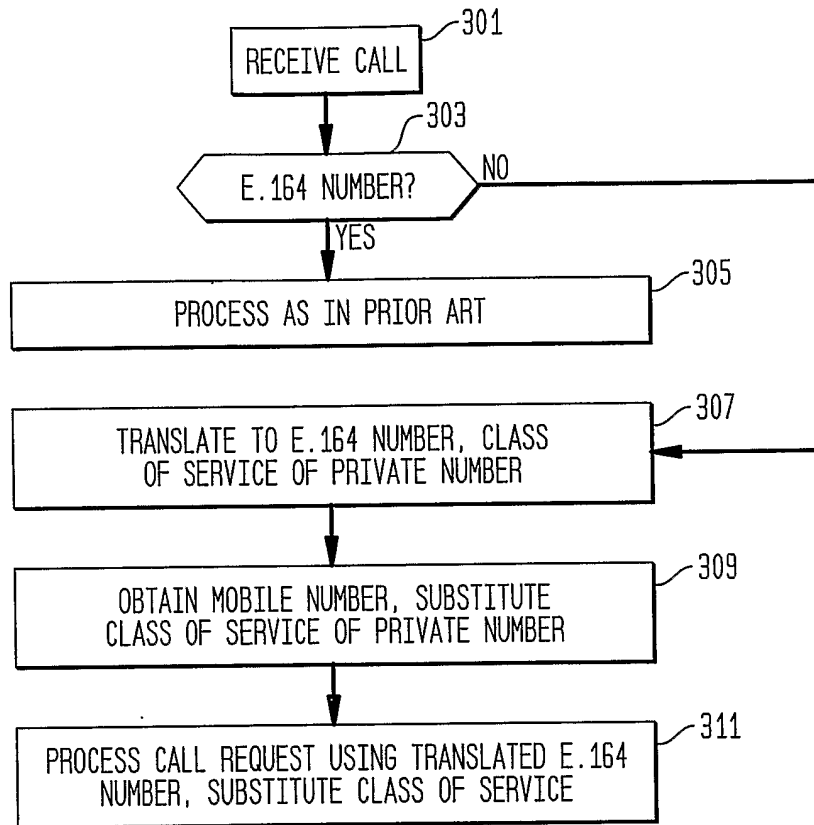 301
RECEIVE CALL
303
E.164 NUMBER?
NO
YES
305
PROCESS AS IN PRIOR ART
307
TRANSLATE TO E.164 NUMBER, CLASS
OF SERVICE OF PRIVATE NUMBER
309
OBTAIN MOBILE NUMBER, SUBSTITUTE
CLASS OF SERVICE OF PRIVATE NUMBER
311
PROCESS CALL REQUEST USING TRANSLATED E.164
NUMBER, SUBSTITUTE CLASS OF SERVICE